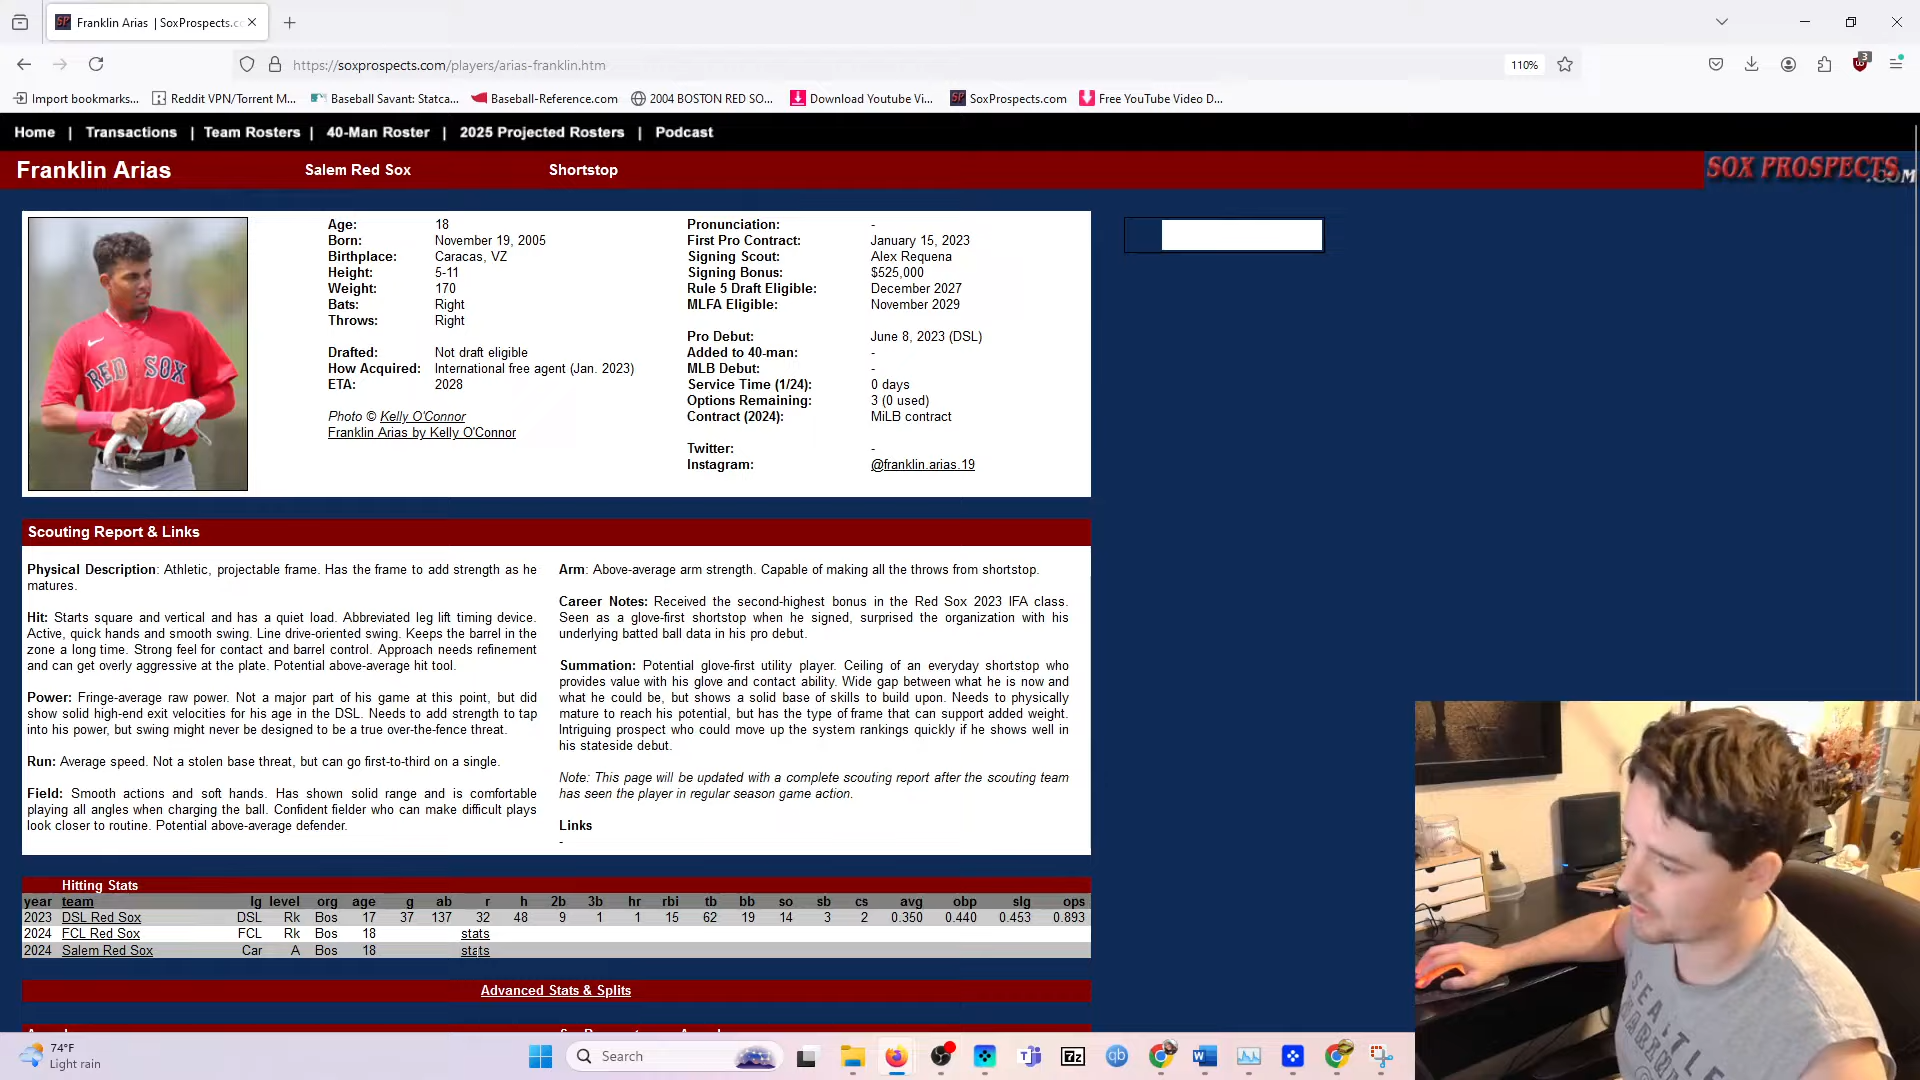 Franklin Arias | SoxProspects.c
https://soxprospects.com/players/arias-franklin.htm
110%
3
Import bookmarks...
Reddit VPN/Torrent M...
Baseball Savant: Statca...
Baseball-Reference.com
2004 BOSTON RED SO...
Download Youtube Vi...
SoxProspects.com
Free YouTube Video D...
Home | Transactions | Team Rosters | 40-Man Roster | 2025 Projected Rosters | Podcast
Franklin Arias Salem Red Sox Shortstop
SOX PROSPECTS.COM
RED SOX
Age: 18
Born: November 19, 2005
Birthplace: Caracas, VZ
Height: 5-11
Weight: 170
Bats: Right
Throws: Right
Drafted: Not draft eligible
How Acquired: International free agent (Jan. 2023)
ETA: 2028
Photo © Kelly O'Connor
Franklin Arias by Kelly O'Connor
Pronunciation: -
First Pro Contract: January 15, 2023
Signing Scout: Alex Requena
Signing Bonus: $525,000
Rule 5 Draft Eligible: December 2027
MLFA Eligible: November 2029
Pro Debut: June 8, 2023 (DSL)
Added to 40-man: -
MLB Debut: -
Service Time (1/24): 0 days
Options Remaining: 3 (0 used)
Contract (2024): MiLB contract
Twitter: -
Instagram: @franklin.arias.19
Scouting Report & Links
Physical Description: Athletic, projectable frame. Has the frame to add strength as he
matures.
Hit: Starts square and vertical and has a quiet load. Abbreviated leg lift timing device.
Active, quick hands and smooth swing. Line drive-oriented swing. Keeps the barrel in the
zone a long time. Strong feel for contact and barrel control. Approach needs refinement
and can get overly aggressive at the plate. Potential above-average hit tool.
Power: Fringe-average raw power. Not a major part of his game at this point, but did
show solid high-end exit velocities for his age in the DSL. Needs to add strength to tap
into his power, but swing might never be designed to be a true over-the-fence threat.
Run: Average speed. Not a stolen base threat, but can go first-to-third on a single.
Field: Smooth actions and soft hands. Has shown solid range and is comfortable
playing all angles when charging the ball. Confident fielder who can make difficult plays
look closer to routine. Potential above-average defender.
Arm: Above-average arm strength. Capable of making all the throws from shortstop.
Career Notes: Received the second-highest bonus in the Red Sox 2023 IFA class.
Seen as a glove-first shortstop when he signed, surprised the organization with his
underlying batted ball data in his pro debut.
Summation: Potential glove-first utility player. Ceiling of an everyday shortstop who
provides value with his glove and contact ability. Wide gap between what he is now and
what he could be, but shows a solid base of skills to build upon. Needs to physically
mature to reach his potential, but has the type of frame that can support added weight.
Intriguing prospect who could move up the system rankings quickly if he shows well in
his stateside debut.
Note: This page will be updated with a complete scouting report after the scouting team
has seen the player in regular season game action.
Links
-
Hitting Stats
year team lg level org age g ab r h 2b 3b hr rbi tb bb so sb cs avg obp slg ops
2023 DSL Red Sox DSL Rk Bos 17 37 137 32 48 9 1 1 15 62 19 14 3 2 0.350 0.440 0.453 0.893
2024 FCL Red Sox FCL Rk Bos 18 stats
2024 Salem Red Sox Car A Bos 18 stats
Advanced Stats & Splits
74°F
Light rain
Search
7z
qb
SEATTLE